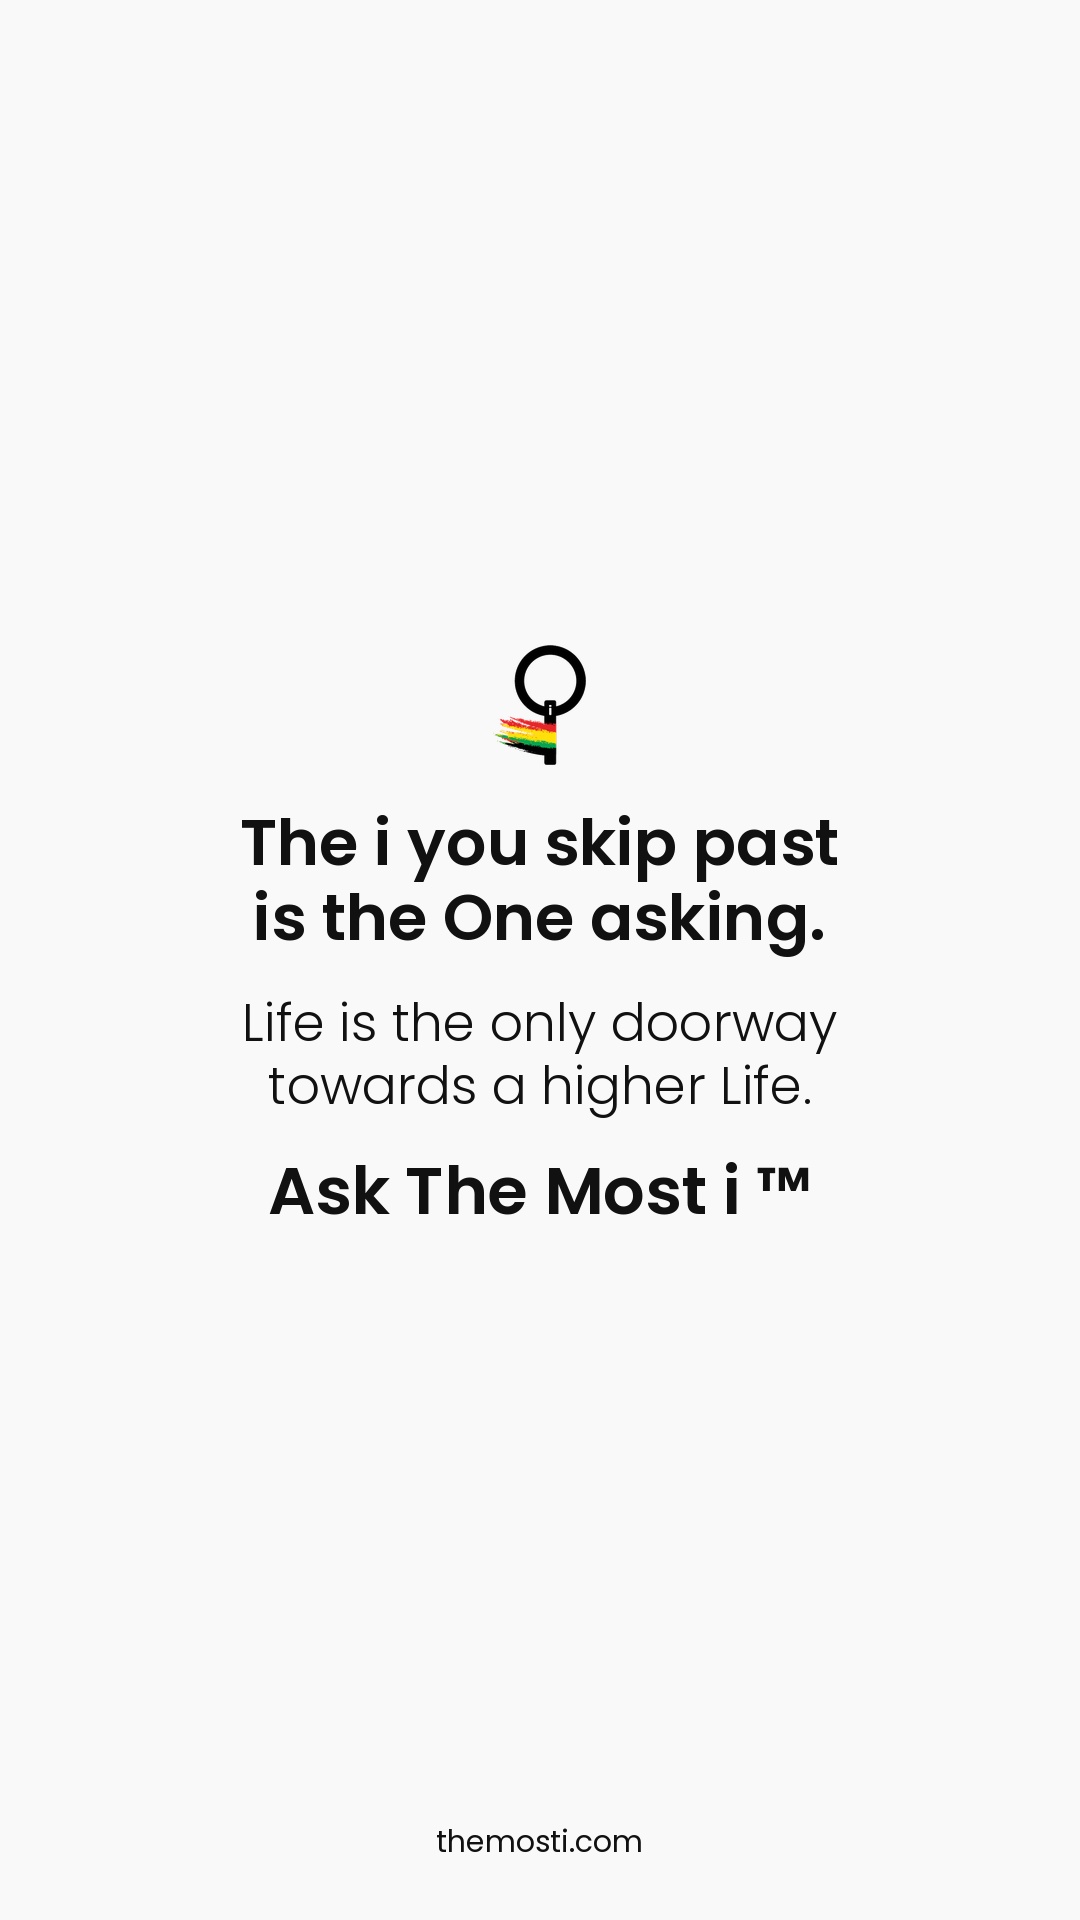 i
The i you skip past
is the One asking.
Life is the only doorway
towards a higher Life.
Ask The Most i ™
themosti.com